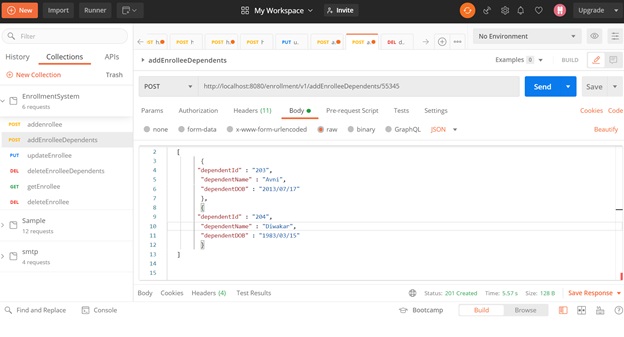 New Import Runner My Workspace Invite Upgrade
Filter
History Collections APIs
New Collection Trash
EnrollmentSystem
6 requests
POST addenrollee
POST addEnrolleeDependents
PUT updateEnrollee
DEL deleteEnrolleeDependents
GET getEnrollee
DEL deleteEnrollee
Sample
12 requests
smtp
4 requests
POST POST h. POST PUT u. POST a. POST a. DEL d.. No Environment
addEnrolleeDependents Examples 0 BUILD
POST http://localhost:8080/enrollment/v1/addEnrolleeDependents/55345 Send Save
Params Authorization Headers (11) Body Pre-request Script Tests Settings Cookies Code
none form-data x-www-form-urlencoded raw binary GraphQL JSON Beautify
2 [
3 {
4 "dependentId" : "203",
5 "dependentName" : "Avni",
6 "dependentDOB" : "2013/07/17"
7 },
8 {
9 "dependentId" : "204",
10 "dependentName" : "Diwakar",
11 "dependentDOB" : "1983/03/15"
12 }
13 ]
14
15
Body Cookies Headers (4) Test Results Status: 201 Created Time: 5.57 s Size: 128 B Save Response
Find and Replace Console Bootcamp Build Browse